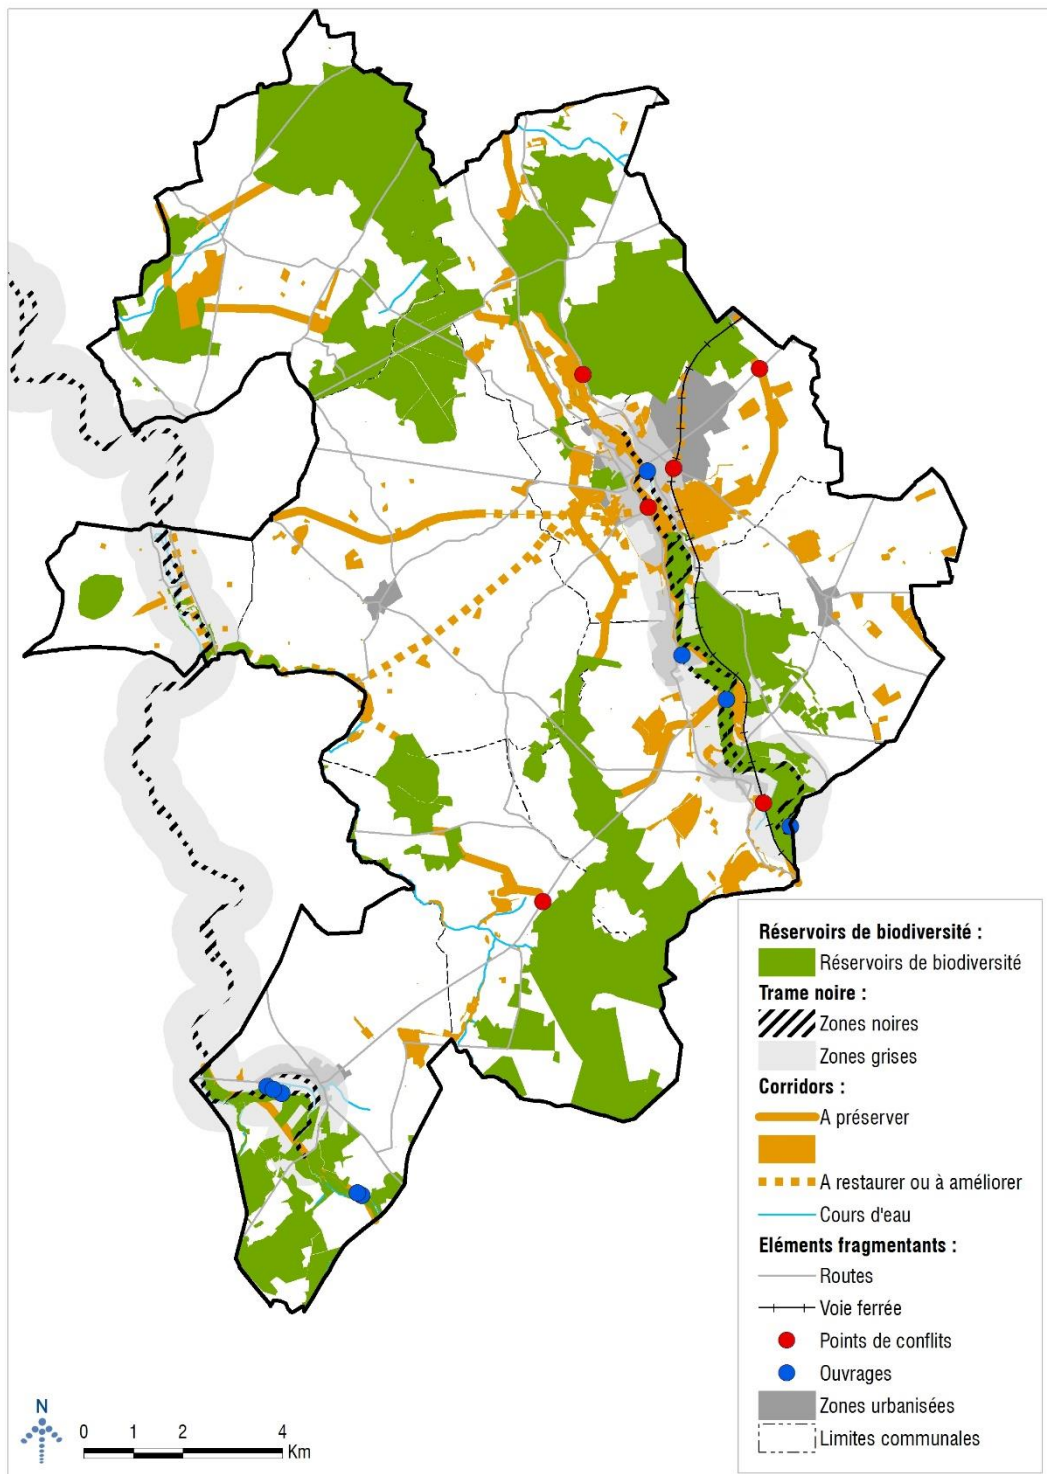 Réservoirs de biodiversité :
Réservoirs de biodiversité
Trame noire :
Zones noires
Zones grises
Corridors :
A préserver
A restaurer ou à améliorer
Cours d'eau
Eléments fragmentants :
Routes
Voie ferrée
Points de conflits
Ouvrages
Zones urbanisées
Limites communales
N
0 1 2 4
Km